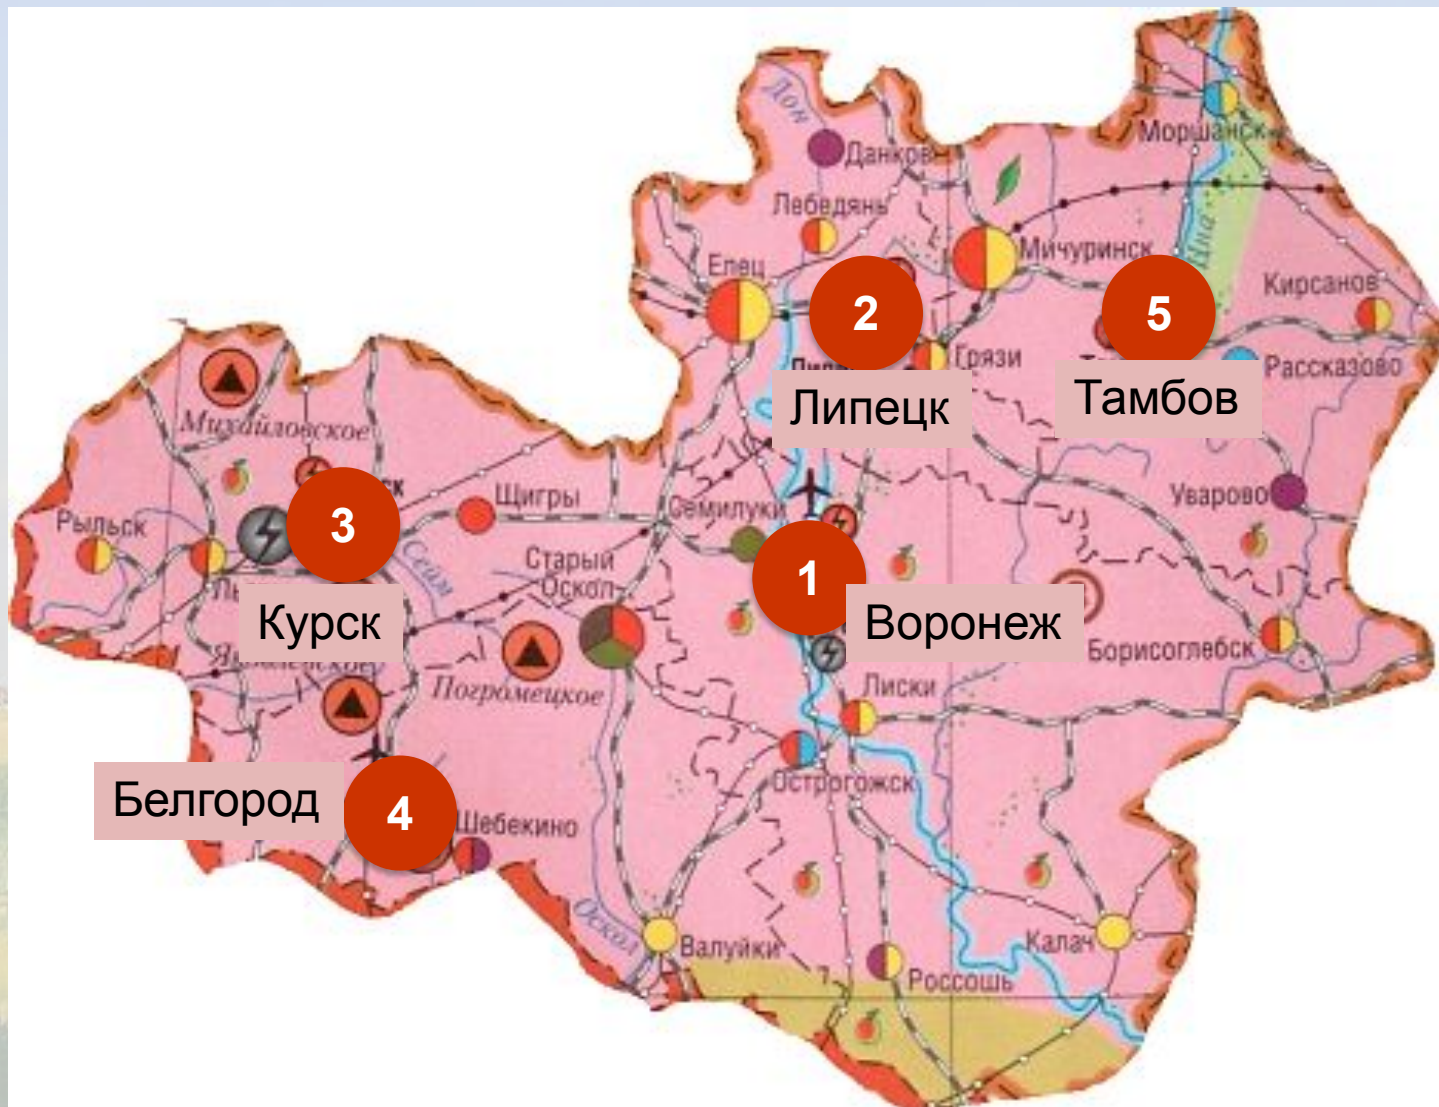 Дон
Моршанск
Данков
Лебедянь
Цна
Мичуринск
Елец
Кирсанов
2
5
Грязи
Рассказово
Липецк
Тамбов
Михайловское
Щигры
Семилуки
Уварово
Рыльск
3
Сейм
Старый
Оскол
1
Курск
Воронеж
Борисоглебск
Погромецкое
Лиски
Острогожск
Белгород
4
Шебекино
Оскол
Валуйки
Калач
Россошь